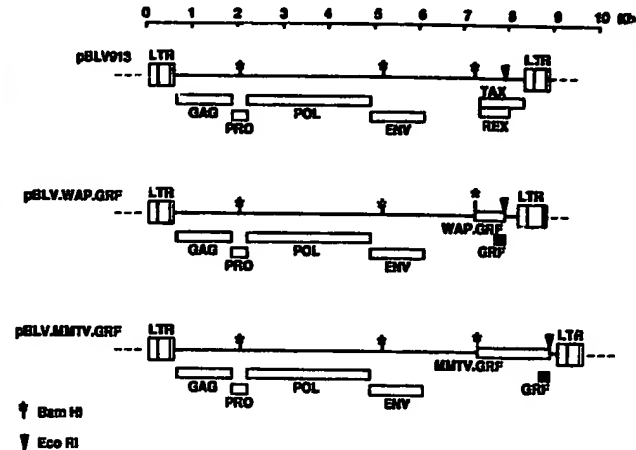 0 1 2 3 4 5 6 7 8 9 10 Kb
pBLV913
LTR LTR
TAX
GAG POL
PRO ENV REX
pBLV.WAP.GRF
LTR LTR
WAP.GRF
GAG POL GRF
PRO ENV
pBLV.MMTV.GRF
LTR LTR
MMTV.GRF
GAG POL GRF
PRO ENV
Bam HI
Eco RI